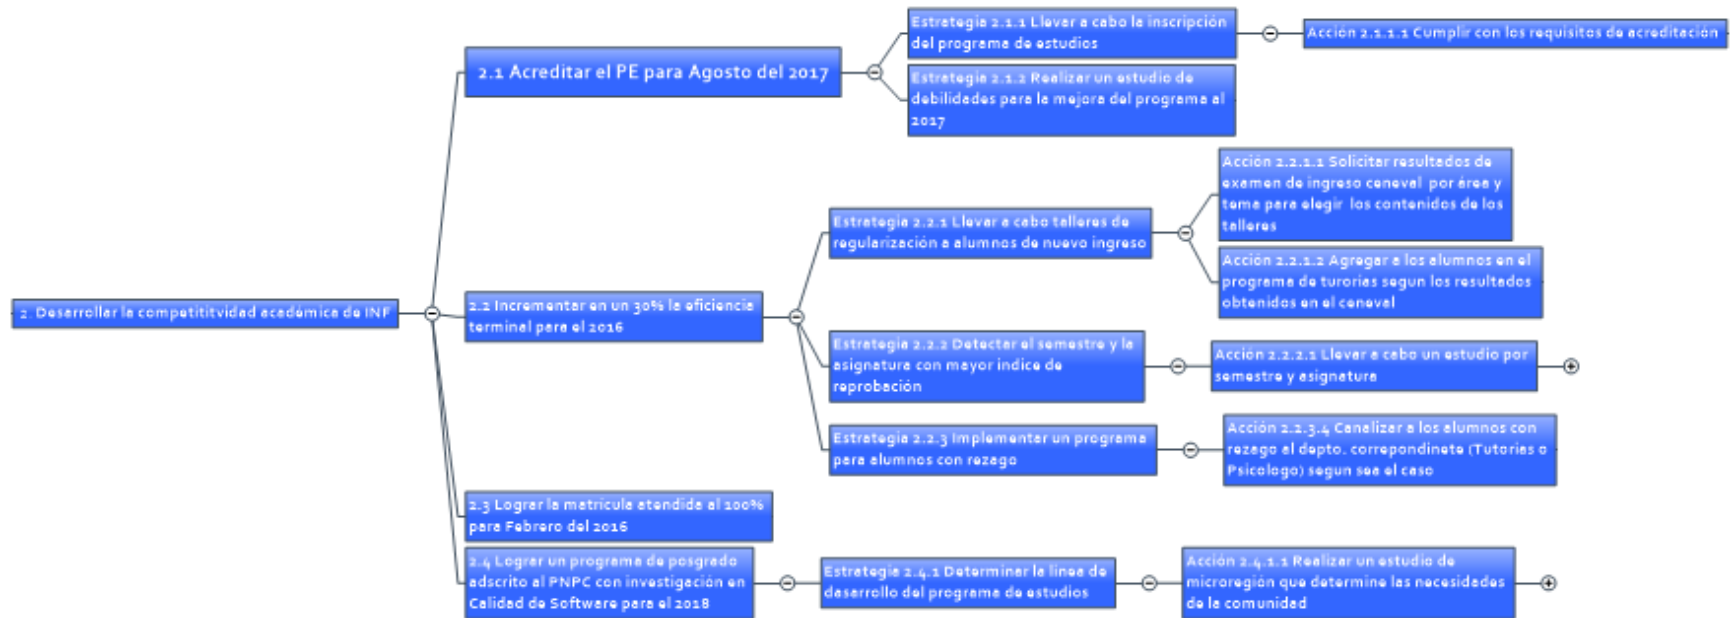 2. Desarrollar la competititvidad académica de INF
2.1 Acreditar el PE para Agosto del 2017
Estrategia 2.1.1 Llevar a cabo la inscripción
del programa de estudios
Acción 2.1.1.1 Cumplir con los requisitos de acreditación
Estrategia 2.1.2 Realizar un estudio de
debilidades para la mejora del programa al
2017
2.2 Incrementar en un 30% la eficiencia
terminal para el 2016
Estrategia 2.2.1 Llevar a cabo talleres de
regularización a alumnos de nuevo ingreso
Acción 2.2.1.1 Solicitar resultados de
examen de ingreso ceneval por área y
tema para elegir los contenidos de los
talleres
Acción 2.2.1.2 Agregar a los alumnos en el
programa de turorías segun los resultados
obtenidos en el ceneval
Estrategia 2.2.2 Detectar el semestre y la
asignatura con mayor indice de
reprobación
Acción 2.2.2.1 Llevar a cabo un estudio por
semestre y asignatura
Estrategia 2.2.3 Implementar un programa
para alumnos con rezago
Acción 2.2.3.4 Canalizar a los alumnos con
rezago al depto. correpondinete (Tutorias o
Psicologo) segun sea el caso
2.3 Lograr la matrícula atendida al 100%
para Febrero del 2016
2.4 Lograr un programa de posgrado
adscrito al PNPC con investigación en
Calidad de Software para el 2018
Estrategia 2.4.1 Determinar la linea de
dasarrollo del programa de estudios
Acción 2.4.1.1 Realizar un estudio de
microregión que determine las necesidades
de la comunidad